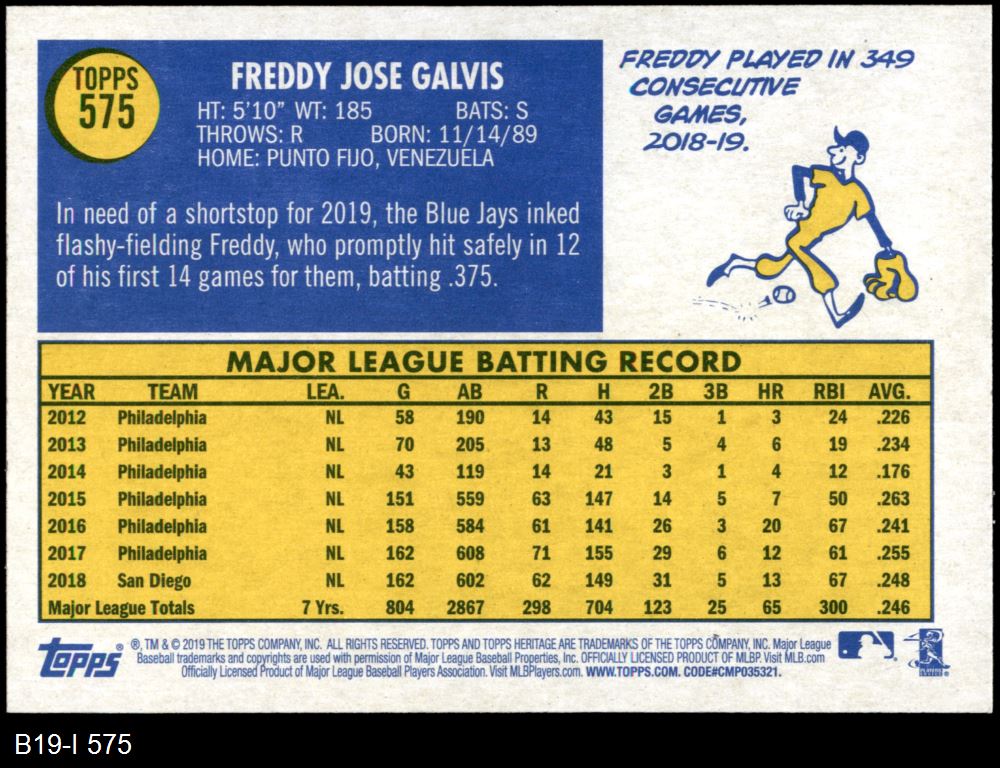 TOPPS
575
FREDDY JOSE GALVIS
HT: 5'10" WT: 185 BATS: S
THROWS: R BORN: 11/14/89
HOME: PUNTO FIJO, VENEZUELA
In need of a shortstop for 2019, the Blue Jays inked
flashy-fielding Freddy, who promptly hit safely in 12
of his first 14 games for them, batting .375.
FREDDY PLAYED IN 349
CONSECUTIVE
GAMES,
2018-19.
MAJOR LEAGUE BATTING RECORD
YEAR TEAM LEA. G AB R H 2B 3B HR RBI AVG.
2012 Philadelphia NL 58 190 14 43 15 1 3 24 .226
2013 Philadelphia NL 70 205 13 48 5 4 6 19 .234
2014 Philadelphia NL 43 119 14 21 3 1 4 12 .176
2015 Philadelphia NL 151 559 63 147 14 5 7 50 .263
2016 Philadelphia NL 158 584 61 141 26 3 20 67 .241
2017 Philadelphia NL 162 608 71 155 29 6 12 61 .255
2018 San Diego NL 162 602 62 149 31 5 13 67 .248
Major League Totals 7 Yrs. 804 2867 298 704 123 25 65 300 .246
Topps
®, TM & © 2019 THE TOPPS COMPANY, INC. ALL RIGHTS RESERVED. TOPPS AND TOPPS HERITAGE ARE TRADEMARKS OF THE TOPPS COMPANY, INC. Major League
Baseball trademarks and copyrights are used with permission of Major League Baseball Properties, Inc. OFFICIALLY LICENSED PRODUCT OF MLBP. Visit MLB.com
Officially Licensed Product of Major League Baseball Players Association. Visit MLBPlayers.com. WWW.TOPPS.COM. CODE#CMP035321.
B19-I 575